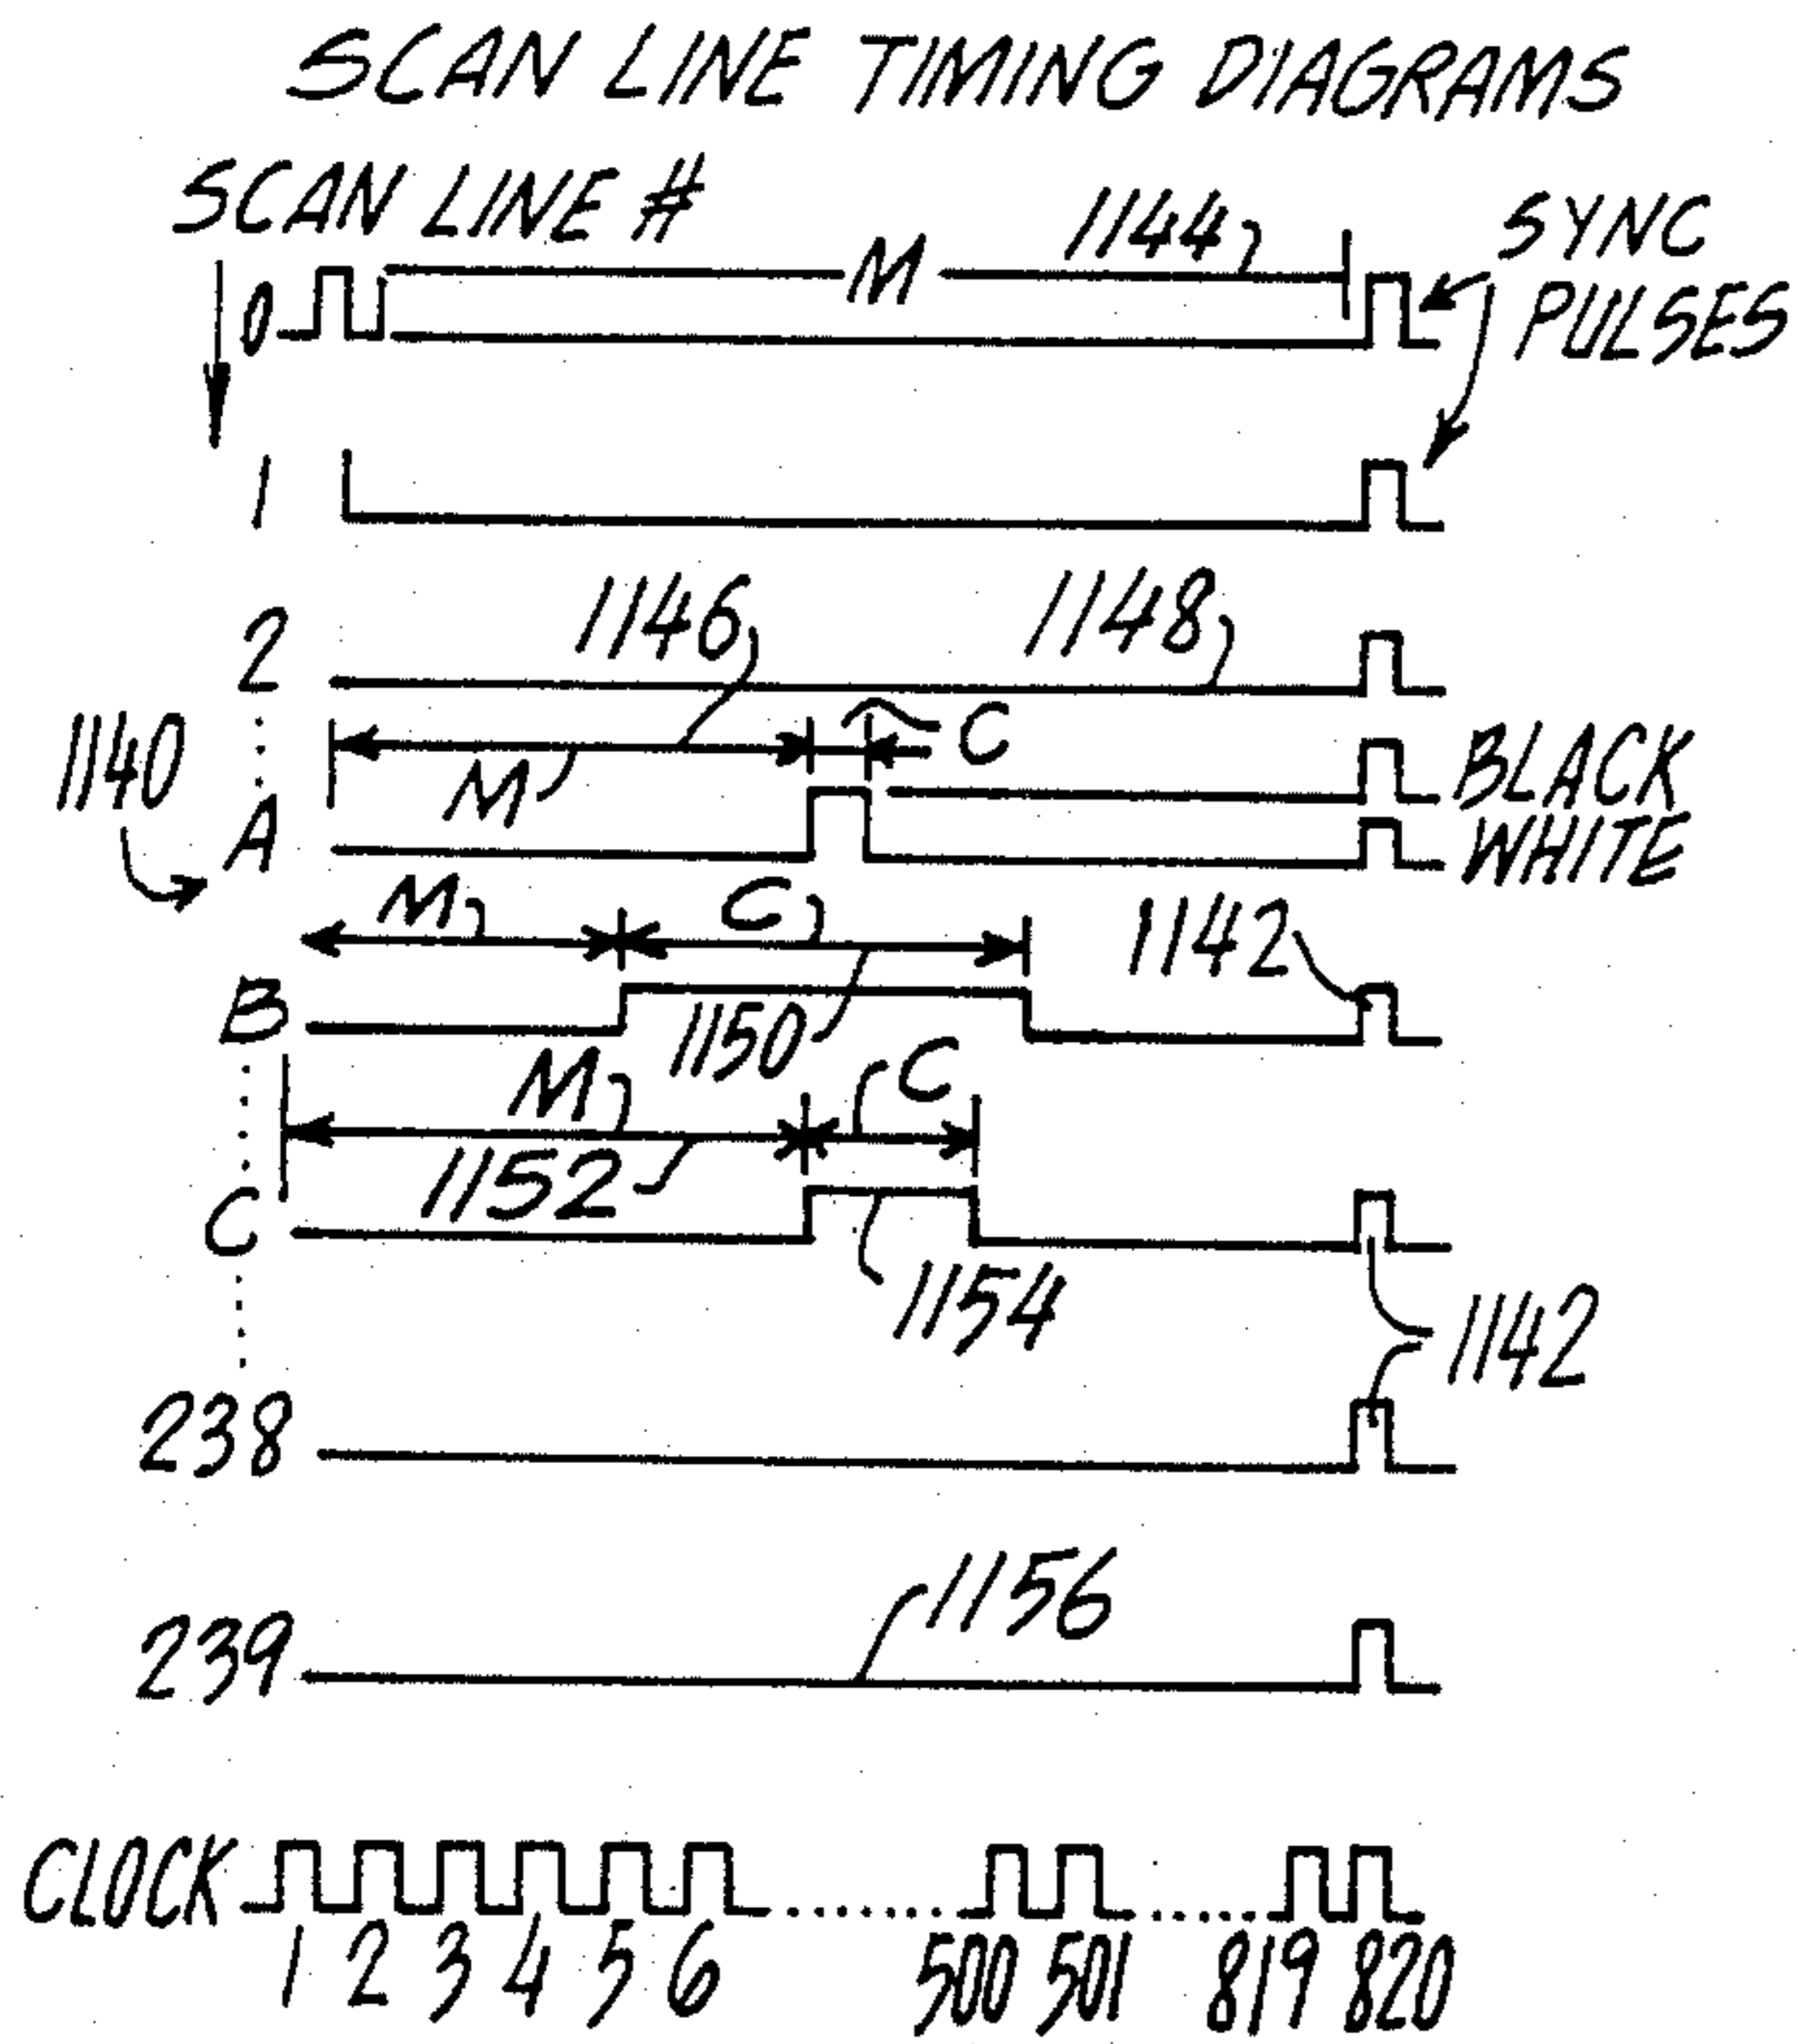 SCAN LINE TIMING DIAGRAMS
SCAN LINE #
1144
SYNC
PULSES
M
0
1
1146
1148
2
1140
C
BLACK
M
A
WHITE
M
C
1142
B
1150
M
C
1152
C
1154
1142
238
1156
239
CLOCK
1 2 3 4 5 6 500 501 819 820